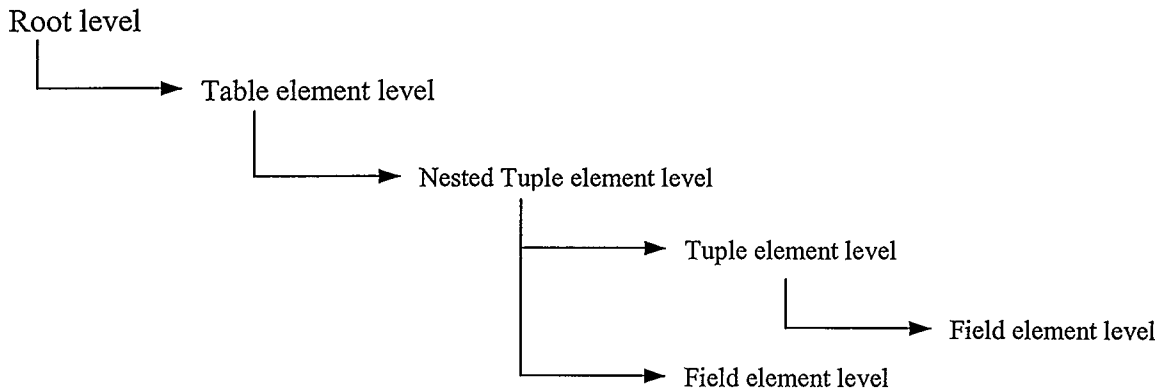 Root level
Table element level
Nested Tuple element level
Tuple element level
Field element level
Field element level